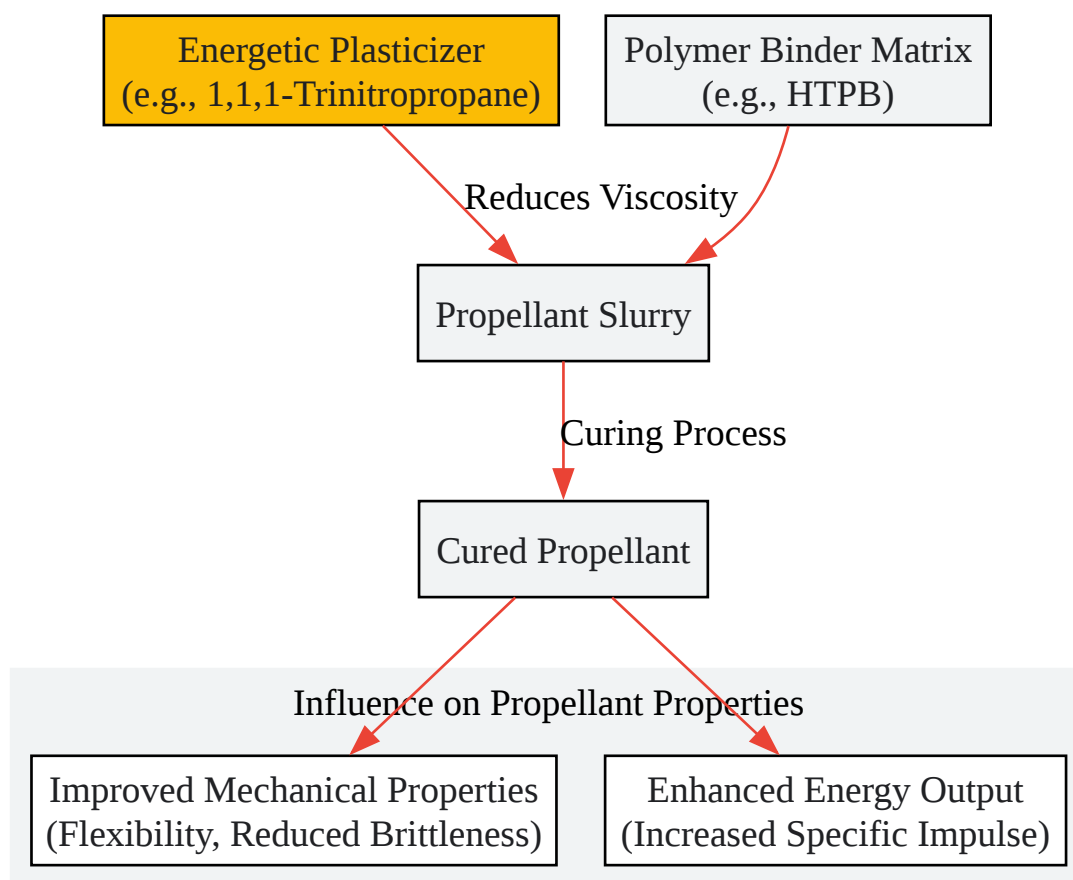 Energetic Plasticizer
(e.g., 1,1,1-Trinitropropane)
Polymer Binder Matrix
(e.g., HTPB)
Reduces Viscosity
Propellant Slurry
Curing Process
Cured Propellant
Influence on Propellant Properties
Improved Mechanical Properties
(Flexibility, Reduced Brittleness)
Enhanced Energy Output
(Increased Specific Impulse)